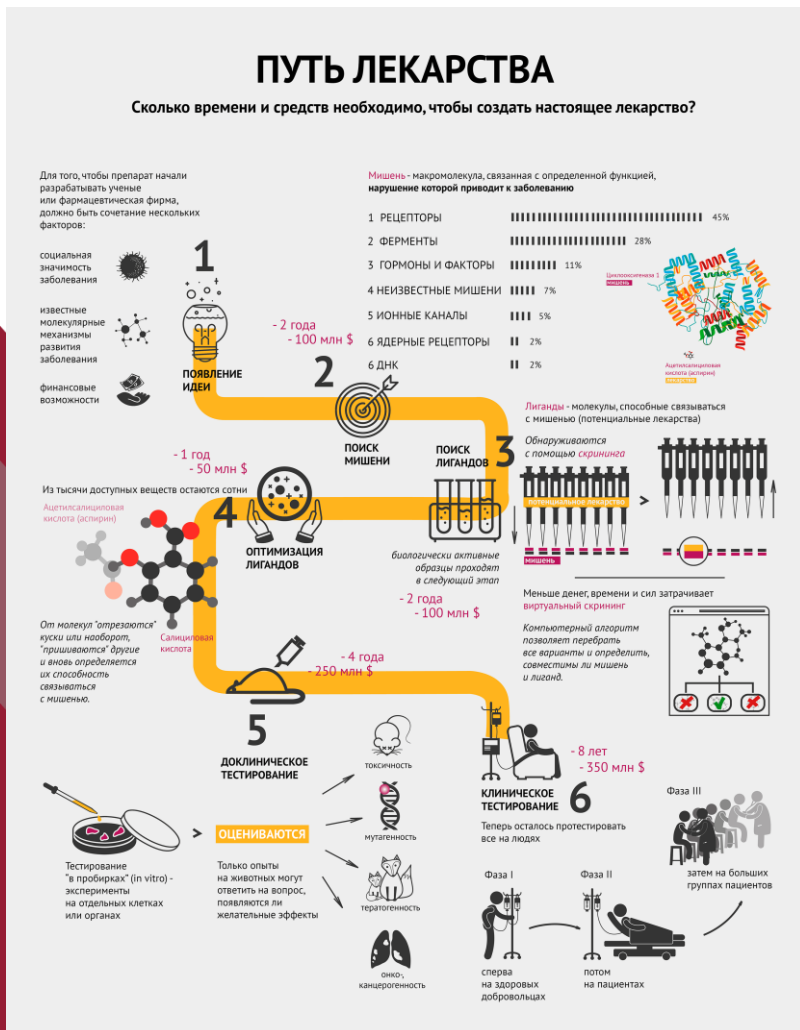 ПУТЬ ЛЕКАРСТВА
Сколько времени и средств необходимо, чтобы создать настоящее лекарство?
Для того, чтобы препарат начали
разрабатывать ученые
или фармацевтическая фирма,
должно быть сочетание нескольких
факторов:
социальная
значимость
заболевания
известные
молекулярные
механизмы
развития
заболевания
финансовые
возможности
1
ПОЯВЛЕНИЕ
ИДЕИ
Мишень - макромолекула, связанная с определенной функцией,
нарушение которой приводит к заболеванию
1 РЕЦЕПТОРЫ 45%
2 ФЕРМЕНТЫ 28%
3 ГОРМОНЫ И ФАКТОРЫ 11%
4 НЕИЗВЕСТНЫЕ МИШЕНИ 7%
5 ИОННЫЕ КАНАЛЫ 5%
6 ЯДЕРНЫЕ РЕЦЕПТОРЫ 2%
6 ДНК 2%
Циклооксигеназа 1
мишень
Ацетилсалициловая
кислота (аспирин)
лекарство
- 2 года
- 100 млн $
2
ПОИСК
МИШЕНИ
Лиганды - молекулы, способные связываться
с мишенью (потенциальные лекарства)
Обнаруживаются
с помощью скрининга
3
ПОИСК
ЛИГАНДОВ
потенциальное лекарство
>
мишень
биологически активные
образцы проходят
в следующий этап
- 2 года
- 100 млн $
Меньше денег, времени и сил затрачивает
виртуальный скрининг
Компьютерный алгоритм
позволяет перебрать
все варианты и определить,
совместимы ли мишень
и лиганд.
- 1 год
- 50 млн $
Из тысячи доступных веществ остаются сотни
4
ОПТИМИЗАЦИЯ
ЛИГАНДОВ
Ацетилсалициловая
кислота (аспирин)
Салициловая
кислота
От молекул "отрезаются"
куски или наоборот,
"пришиваются" другие
и вновь определяется
их способность
связываться
с мишенью.
- 4 года
- 250 млн $
5
ДОКЛИНИЧЕСКОЕ
ТЕСТИРОВАНИЕ
Тестирование
"в пробирках" (in vitro) -
эксперименты
на отдельных клетках
или органах
>
ОЦЕНИВАЮТСЯ
Только опыты
на животных могут
ответить на вопрос,
появляются ли
желательные эффекты
токсичность
мутагенность
тератогенность
онко-,
канцерогенность
- 8 лет
- 350 млн $
КЛИНИЧЕСКОЕ
ТЕСТИРОВАНИЕ
6
Теперь осталось протестировать
все на людях
Фаза I
сперва
на здоровых
добровольцах
Фаза II
потом
на пациентах
Фаза III
затем на больших
группах пациентов